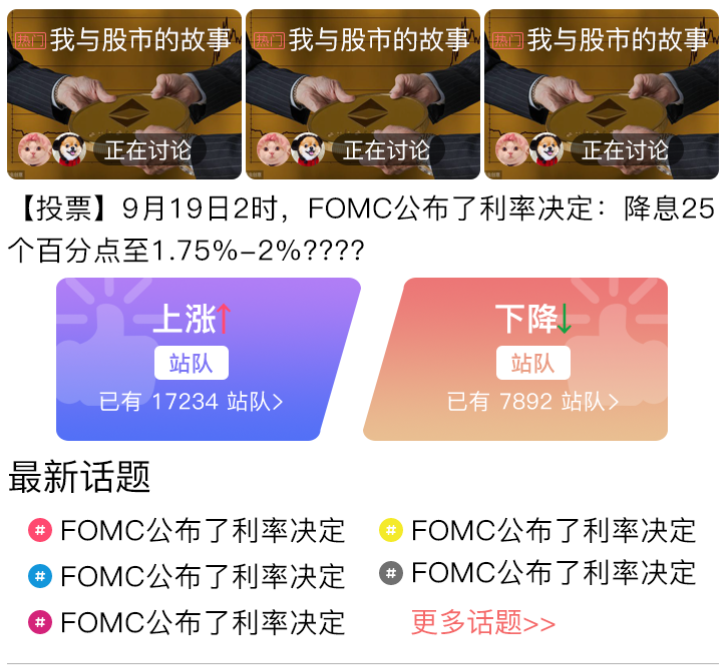 热门 我与股市的故事 热门 我与股市的故事 热门 我与股市的故事
正在讨论 正在讨论 正在讨论
【投票】9月19日2时，FOMC公布了利率决定：降息25
个百分点至1.75%-2%????
上涨↑ 下降↓
站队 站队
已有 17234 站队> 已有 7892 站队>
最新话题
# FOMC公布了利率决定 # FOMC公布了利率决定
# FOMC公布了利率决定 # FOMC公布了利率决定
# FOMC公布了利率决定 更多话题>>